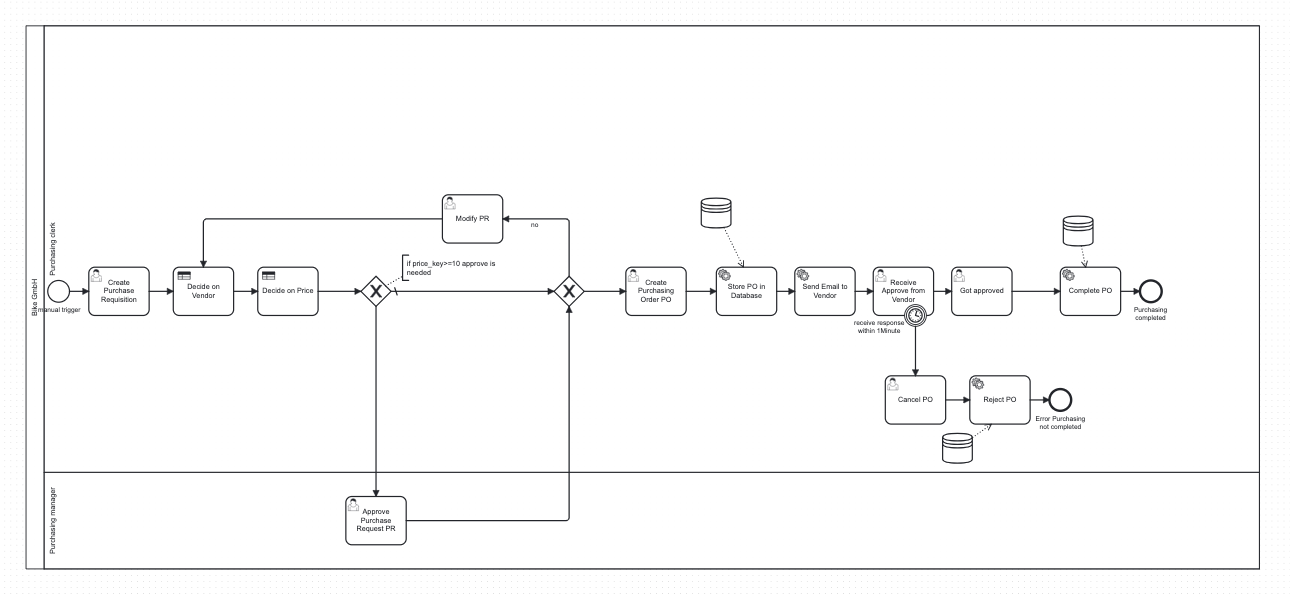 Bike GmbH
Purchasing clerk
manual trigger
Create
Purchase
Requisition
Decide on
Vendor
Decide on Price
if price_key>=10 approve is
needed
Modify PR
no
Create
Purchasing
Order PO
Store PO in
Database
Send Email to
Vendor
Receive
Approve from
Vendor
receive response
within 1Minute
Got approved
Complete PO
Purchasing
completed
Cancel PO
Reject PO
Error Purchasing
not completed
Purchasing manager
Approve
Purchase
Request PR